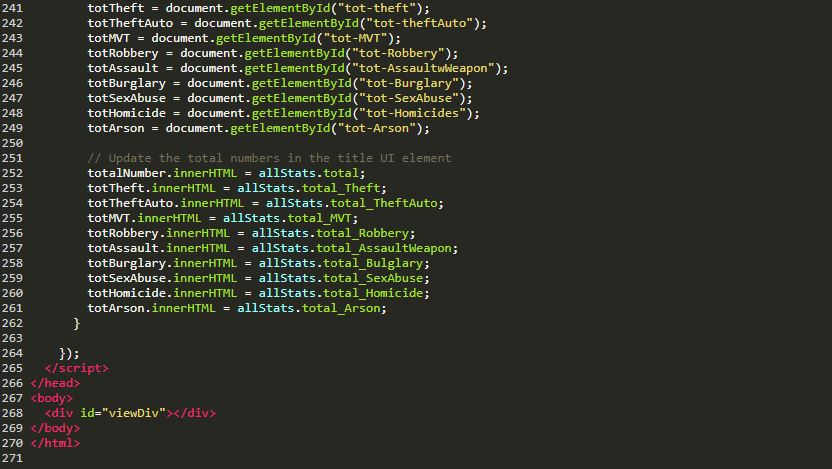 241 totTheft = document.getElementById("tot-theft");
242 totTheftAuto = document.getElementById("tot-theftAuto");
243 totMVT = document.getElementById("tot-MVT");
244 totRobbery = document.getElementById("tot-Robbery");
245 totAssault = document.getElementById("tot-AssaultwWeapon");
246 totBurglary = document.getElementById("tot-Burglary");
247 totSexAbuse = document.getElementById("tot-SexAbuse");
248 totHomicide = document.getElementById("tot-Homicides");
249 totArson = document.getElementById("tot-Arson");
250
251 // Update the total numbers in the title UI element
252 totalNumber.innerHTML = allStats.total;
253 totTheft.innerHTML = allStats.total_Theft;
254 totTheftAuto.innerHTML = allStats.total_TheftAuto;
255 totMVT.innerHTML = allStats.total_MVT;
256 totRobbery.innerHTML = allStats.total_Robbery;
257 totAssault.innerHTML = allStats.total_AssaultWeapon;
258 totBurglary.innerHTML = allStats.total_Bulglary;
259 totSexAbuse.innerHTML = allStats.total_SexAbuse;
260 totHomicide.innerHTML = allStats.total_Homicide;
261 totArson.innerHTML = allStats.total_Arson;
262 }
263
264 });
265 </script>
266 </head>
267 <body>
268 <div id="viewDiv"></div>
269 </body>
270 </html>
271